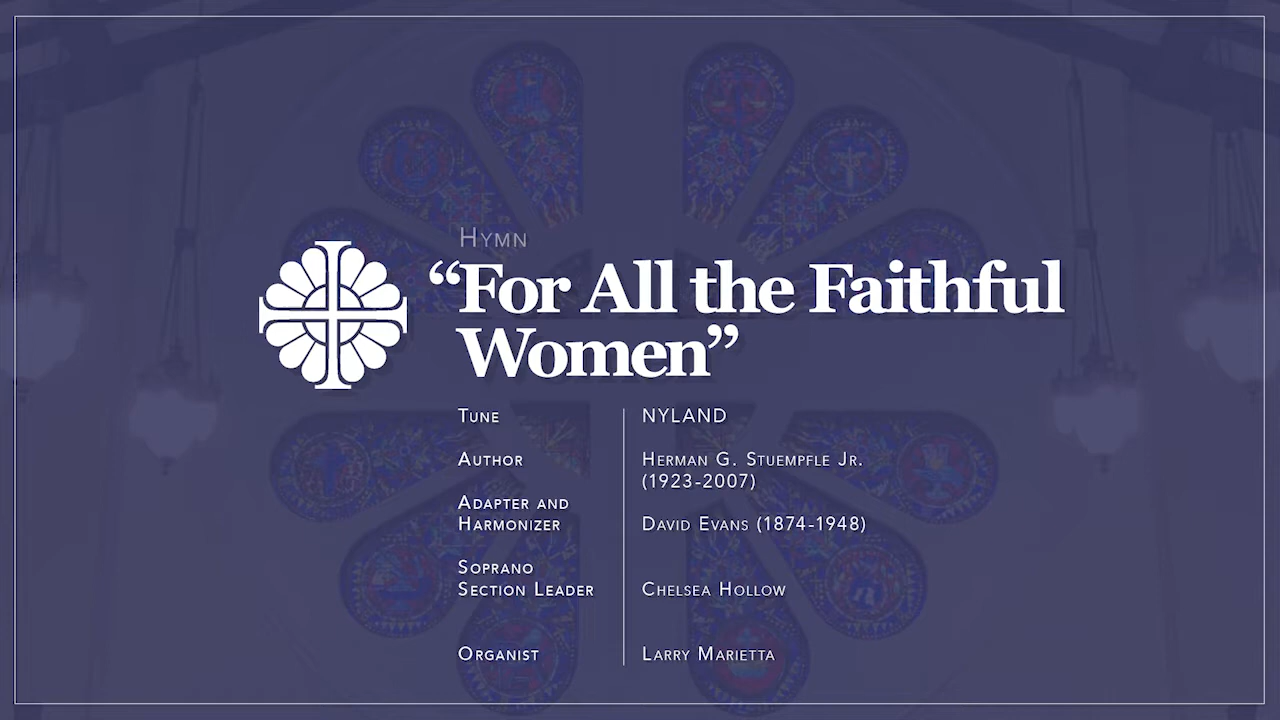 Hymn
“For All the Faithful
Women”
Tune NYLAND
Author Herman G. Stuempfle Jr.
(1923-2007)
Adapter and
Harmonizer David Evans (1874-1948)
Soprano
Section Leader Chelsea Hollow
Organist Larry Marietta